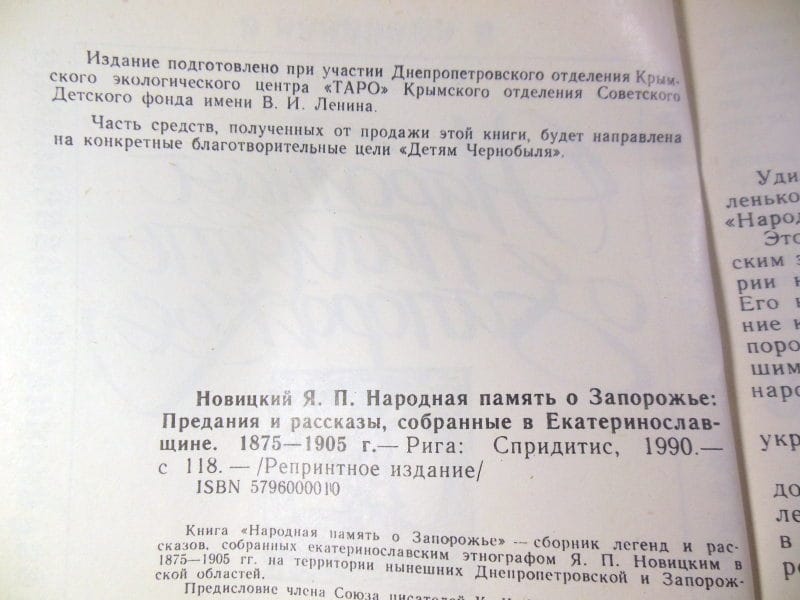 Издание подготовлено при участии Днепропетровского отделения Крым-
ского экологического центра «ТАРО» Крымского отделения Советского
Детского фонда имени В. И. Ленина.
Часть средств, полученных от продажи этой книги, будет направлена
на конкретные благотворительные цели «Детям Чернобыля».
Новицкий Я. П. Народная память о Запорожье:
Предания и рассказы, собранные в Екатеринослав-
щине. 1875—1905 г.— Рига: Спридитис, 1990.—
с 118. — /Репринтное издание/
ISBN 5796000010
Книга «Народная память о Запорожье» — сборник легенд и рас-
сказов, собранных екатеринославским этнографом Я. П. Новицким в
1875—1905 гг. на территории нынешних Днепропетровской и Запорож-
ской областей.
Предисловие члена Союза писателей
Уди
ленько
«Народ
Это
ским з
рии н
Его н
ние к
поро
шим
наро
укр
до
ле
в
ре